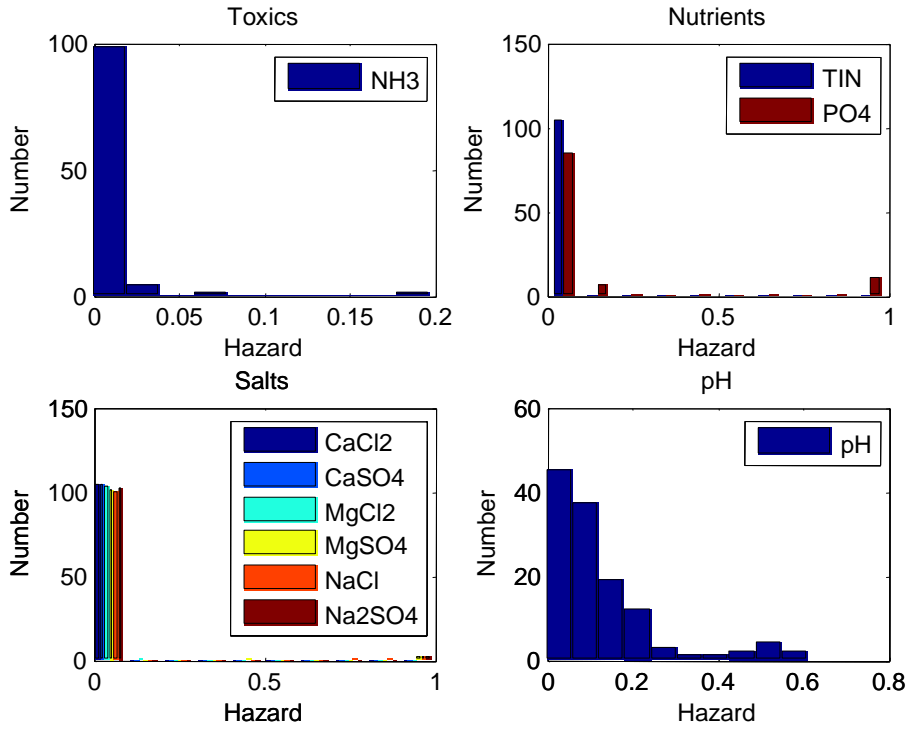 Toxics
100
50
0
Number
NH3
0
0.05
0.1
0.15
0.2
Hazard
Nutrients
150
100
50
0
Number
TIN
PO4
0
0.5
1
Hazard
Salts
150
100
50
0
Number
CaCl2
CaSO4
MgCl2
MgSO4
NaCl
Na2SO4
0
0.5
1
Hazard
pH
60
40
20
0
Number
pH
0
0.2
0.4
0.6
0.8
Hazard